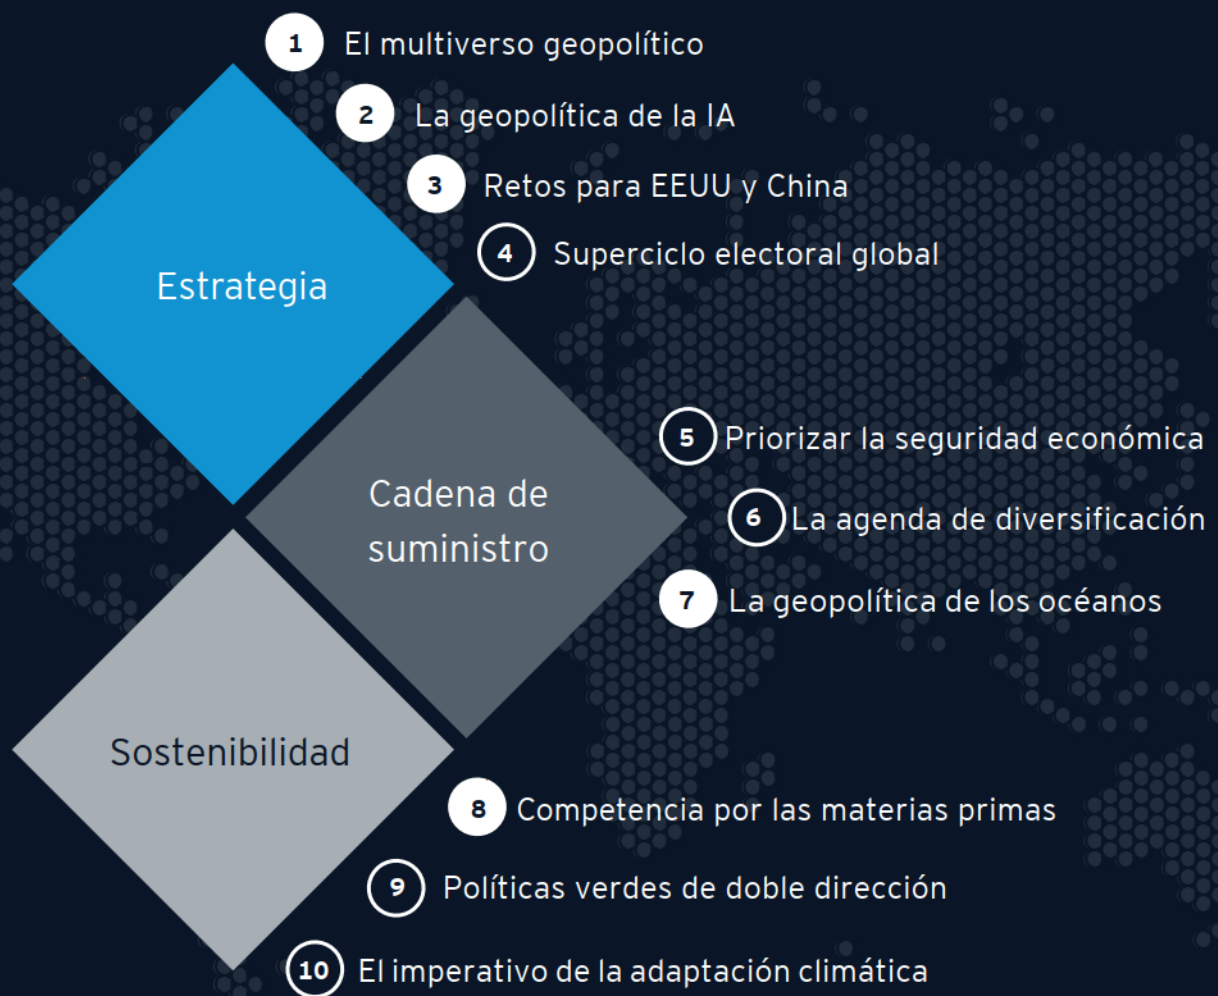 1 El multiverso geopolítico
2 La geopolítica de la IA
3 Retos para EEUU y China
4 Superciclo electoral global
Estrategia
5 Priorizar la seguridad económica
Cadena de
suministro
6 La agenda de diversificación
7 La geopolítica de los océanos
Sostenibilidad
8 Competencia por las materias primas
9 Políticas verdes de doble dirección
10 El imperativo de la adaptación climática